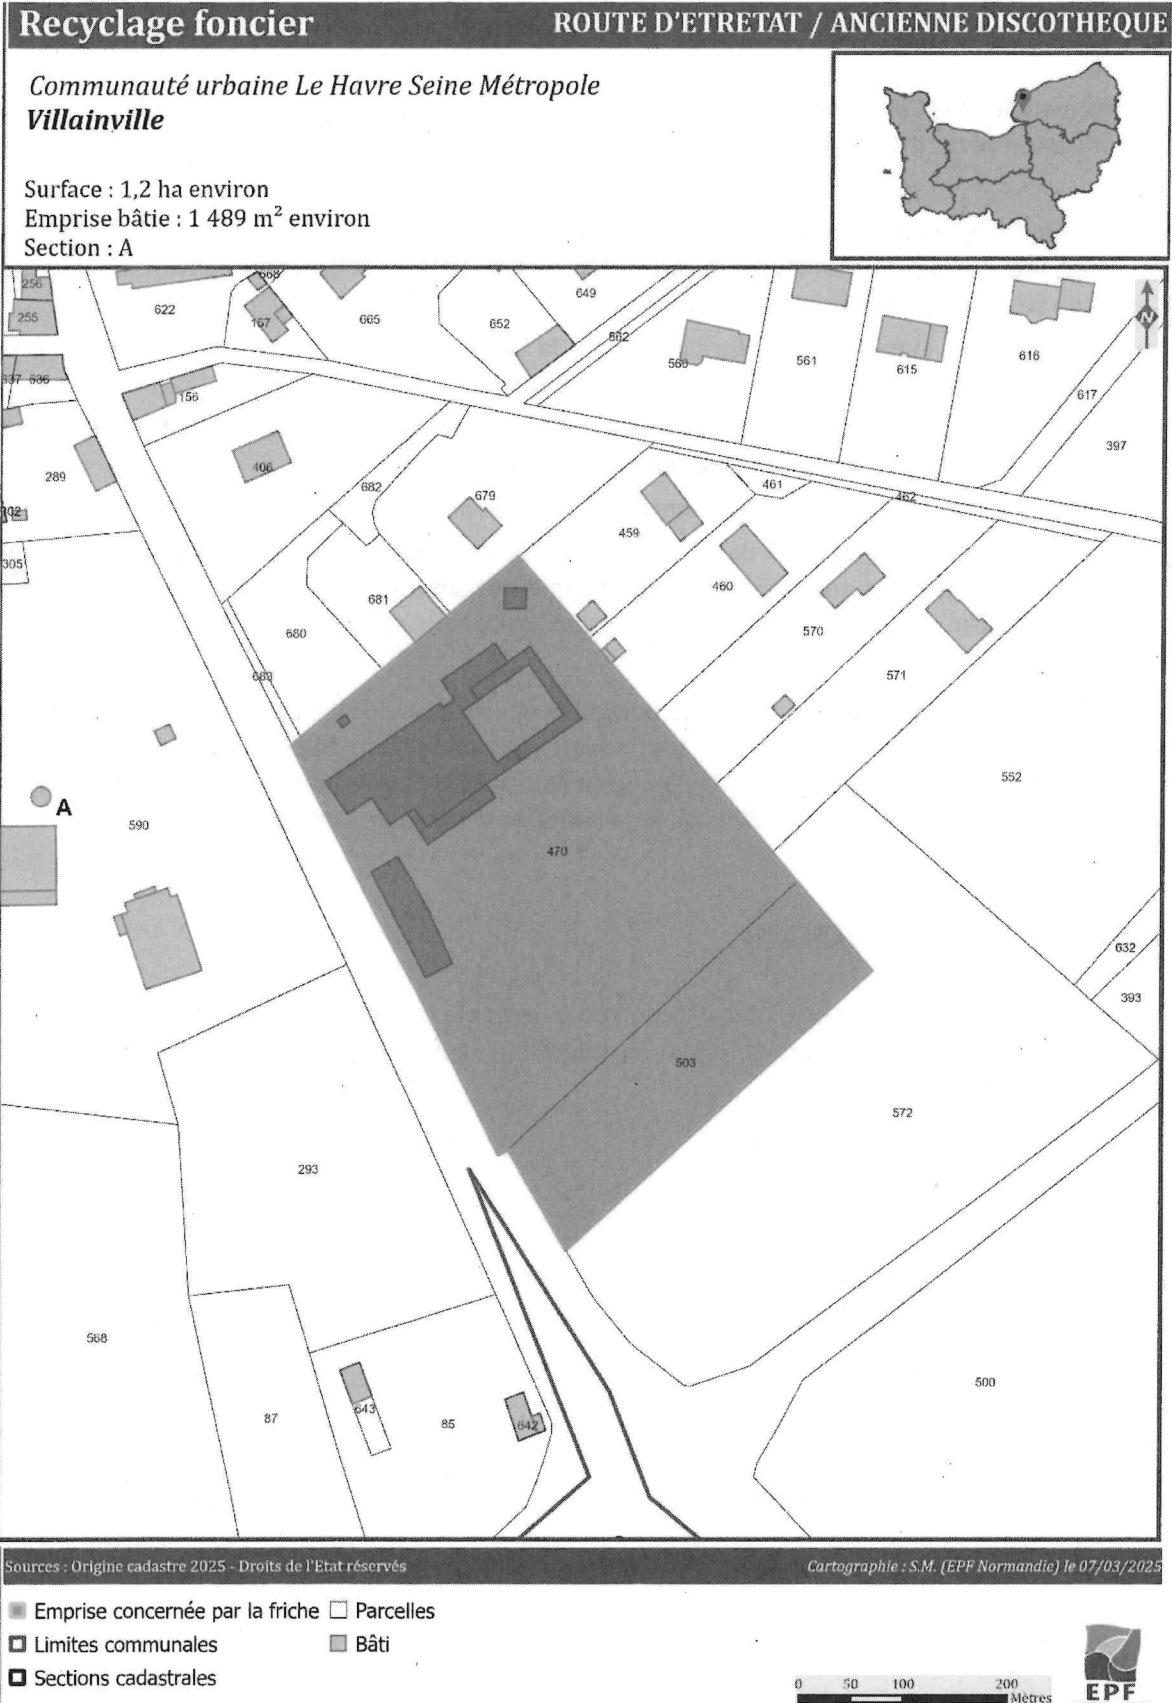 Recyclage foncier
ROUTE D'ETRETAT / ANCIENNE DISCOTHEQUE
Communauté urbaine Le Havre Seine Métropole
Villainville
Surface : 1,2 ha environ
Emprise bâtie : 1 489 m² environ
Section : A
256
255
622
668
167
665
652
649
662
560
561
615
616
617
397
N
636
156
289
406
682
679
459
461
462
460
305
681
680
570
571
683
552
A
590
470
632
393
503
572
293
568
87
643
85
642
500
Sources : Origine cadastre 2025 - Droits de l'Etat réservés
Cartographie : S.M. (EPF Normandie) le 07/03/2025
Emprise concernée par la friche
Parcelles
Limites communales
Bâti
Sections cadastrales
0 50 100 200
Mètres
EPF